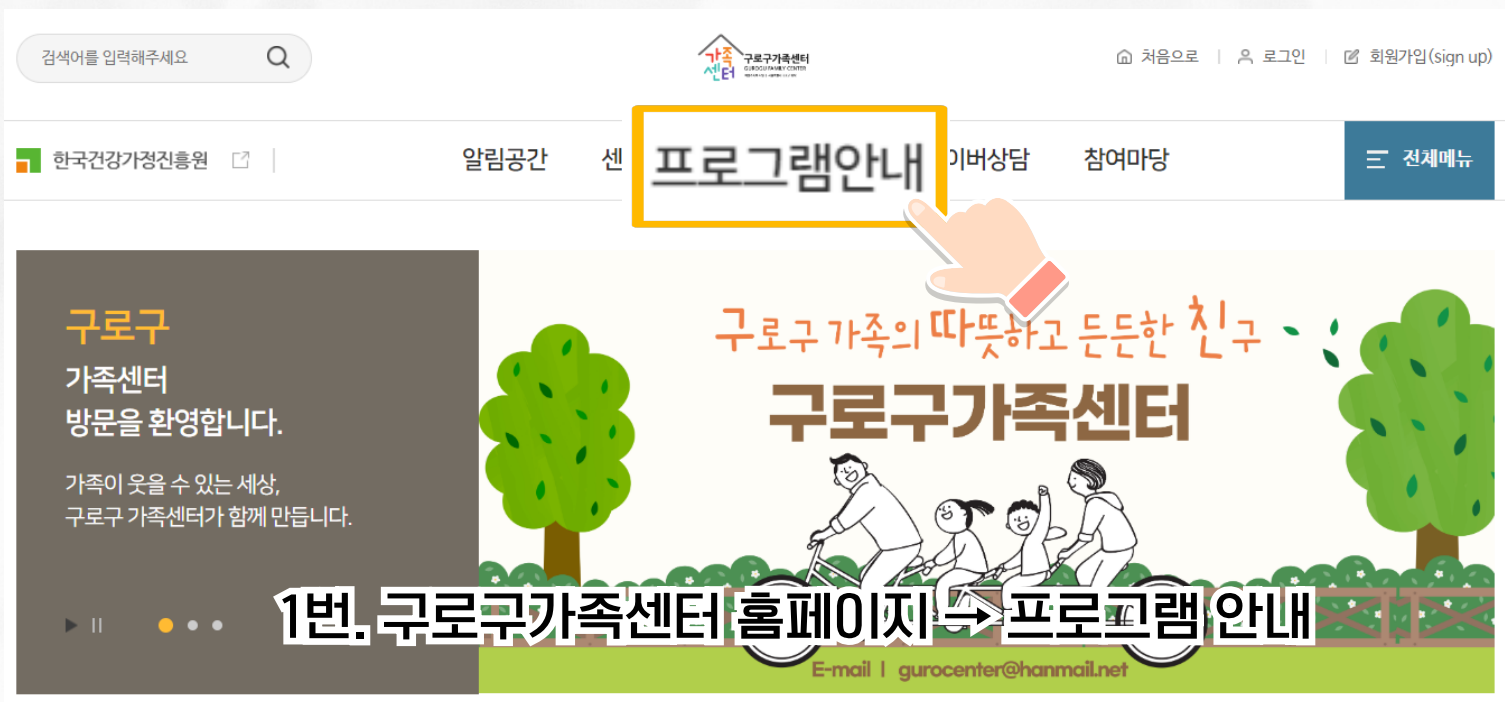 검색어를 입력해주세요
가족센터 구로구가족센터
GUROGU FAMILY CENTER
처음으로
로그인
회원가입(sign up)
한국건강가정진흥원
알림공간
센
프로그램안내
이버상담
참여마당
전체메뉴
구로구
가족센터
방문을 환영합니다.
가족이 웃을 수 있는 세상,
구로구 가족센터가 함께 만듭니다.
구로구 가족의 따뜻하고 든든한 친구
구로구가족센터
1번. 구로구가족센터 홈페이지 → 프로그램 안내
E-mail | gurocenter@hanmail.net